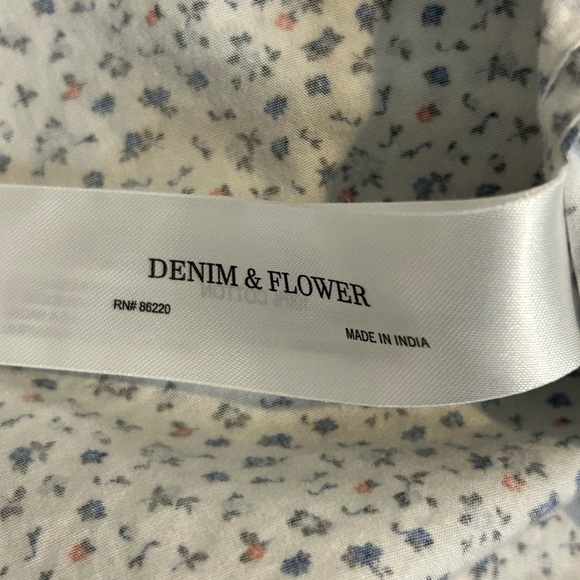 DENIM & FLOWER
RN# 86220
MADE IN INDIA